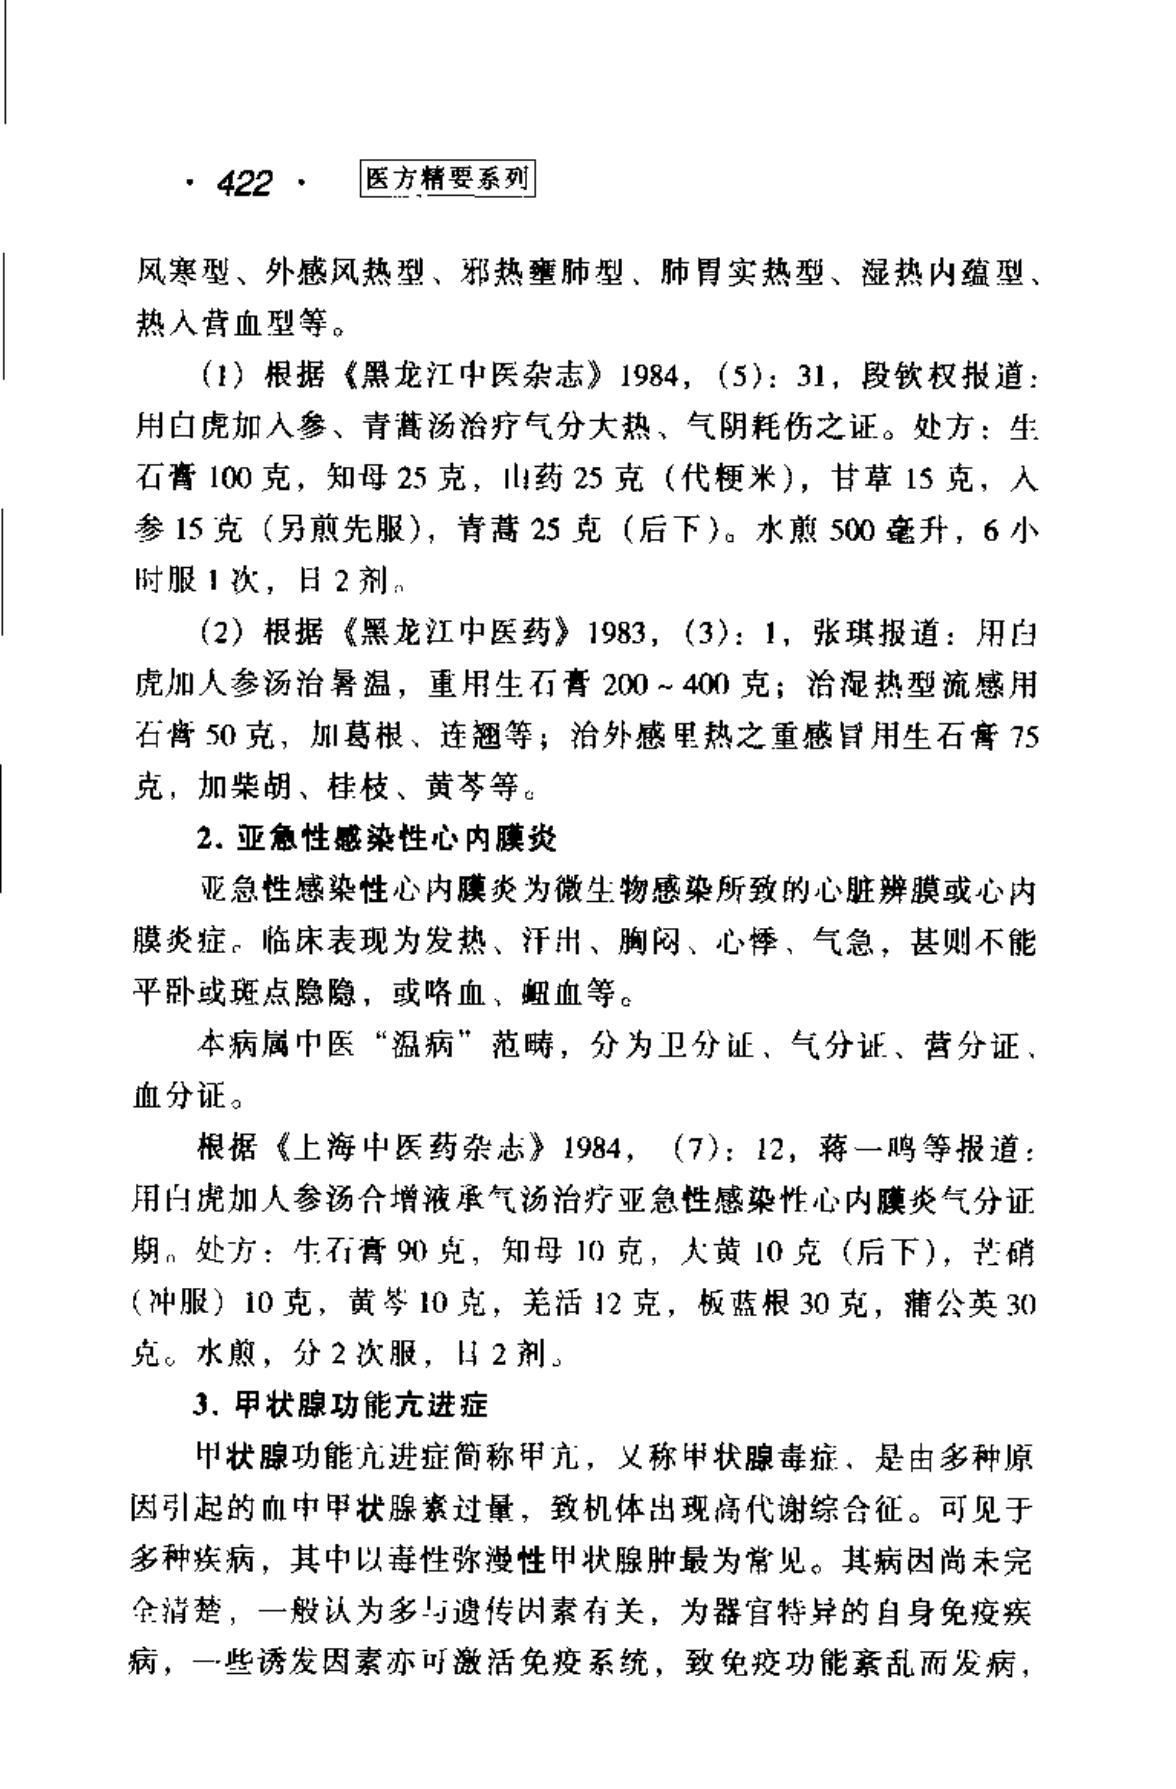 · 422 · 医方精要系列
风寒型、外感风热型、邪热壅肺型、肺胃实热型、湿热内蕴型、
热入营血型等。
(1) 根据《黑龙江中医杂志》1984, (5): 31, 段钦权报道:
用白虎加人参、青蒿汤治疗气分大热、气阴耗伤之证。处方: 生
石膏 100 克, 知母 25 克, 山药 25 克 (代粳米), 甘草 15 克, 人
参 15 克 (另煎先服), 青蒿 25 克 (后下)。水煎 500 毫升, 6 小
时服 1 次, 日 2 剂。
(2) 根据《黑龙江中医药》1983, (3): 1, 张琪报道: 用白
虎加人参汤治暑温, 重用生石膏 200 ~ 400 克; 治湿热型流感用
石膏 50 克, 加葛根、连翘等; 治外感里热之重感冒用生石膏 75
克, 加柴胡、桂枝、黄芩等。
2. 亚急性感染性心内膜炎
亚急性感染性心内膜炎为微生物感染所致的心脏辨膜或心内
膜炎症。临床表现为发热、汗出、胸闷、心悸、气急, 甚则不能
平卧或斑点隐隐, 或咯血、衄血等。
本病属中医“温病”范畴, 分为卫分证、气分证、营分证、
血分证。
根据《上海中医药杂志》1984, (7): 12, 蒋一鸣等报道:
用白虎加人参汤合增液承气汤治疗亚急性感染性心内膜炎气分证
期。处方: 生石膏 90 克, 知母 10 克, 大黄 10 克 (后下), 芒硝
(冲服) 10 克, 黄芩 10 克, 羌活 12 克, 板蓝根 30 克, 蒲公英 30
克。水煎, 分 2 次服, 日 2 剂。
3. 甲状腺功能亢进症
甲状腺功能亢进症简称甲亢, 又称甲状腺毒症、是由多种原
因引起的血中甲状腺素过量, 致机体出现高代谢综合征。可见于
多种疾病, 其中以毒性弥漫性甲状腺肿最为常见。其病因尚未完
全清楚, 一般认为多与遗传因素有关, 为器官特异的自身免疫疾
病, 一些诱发因素亦可激活免疫系统, 致免疫功能紊乱而发病,